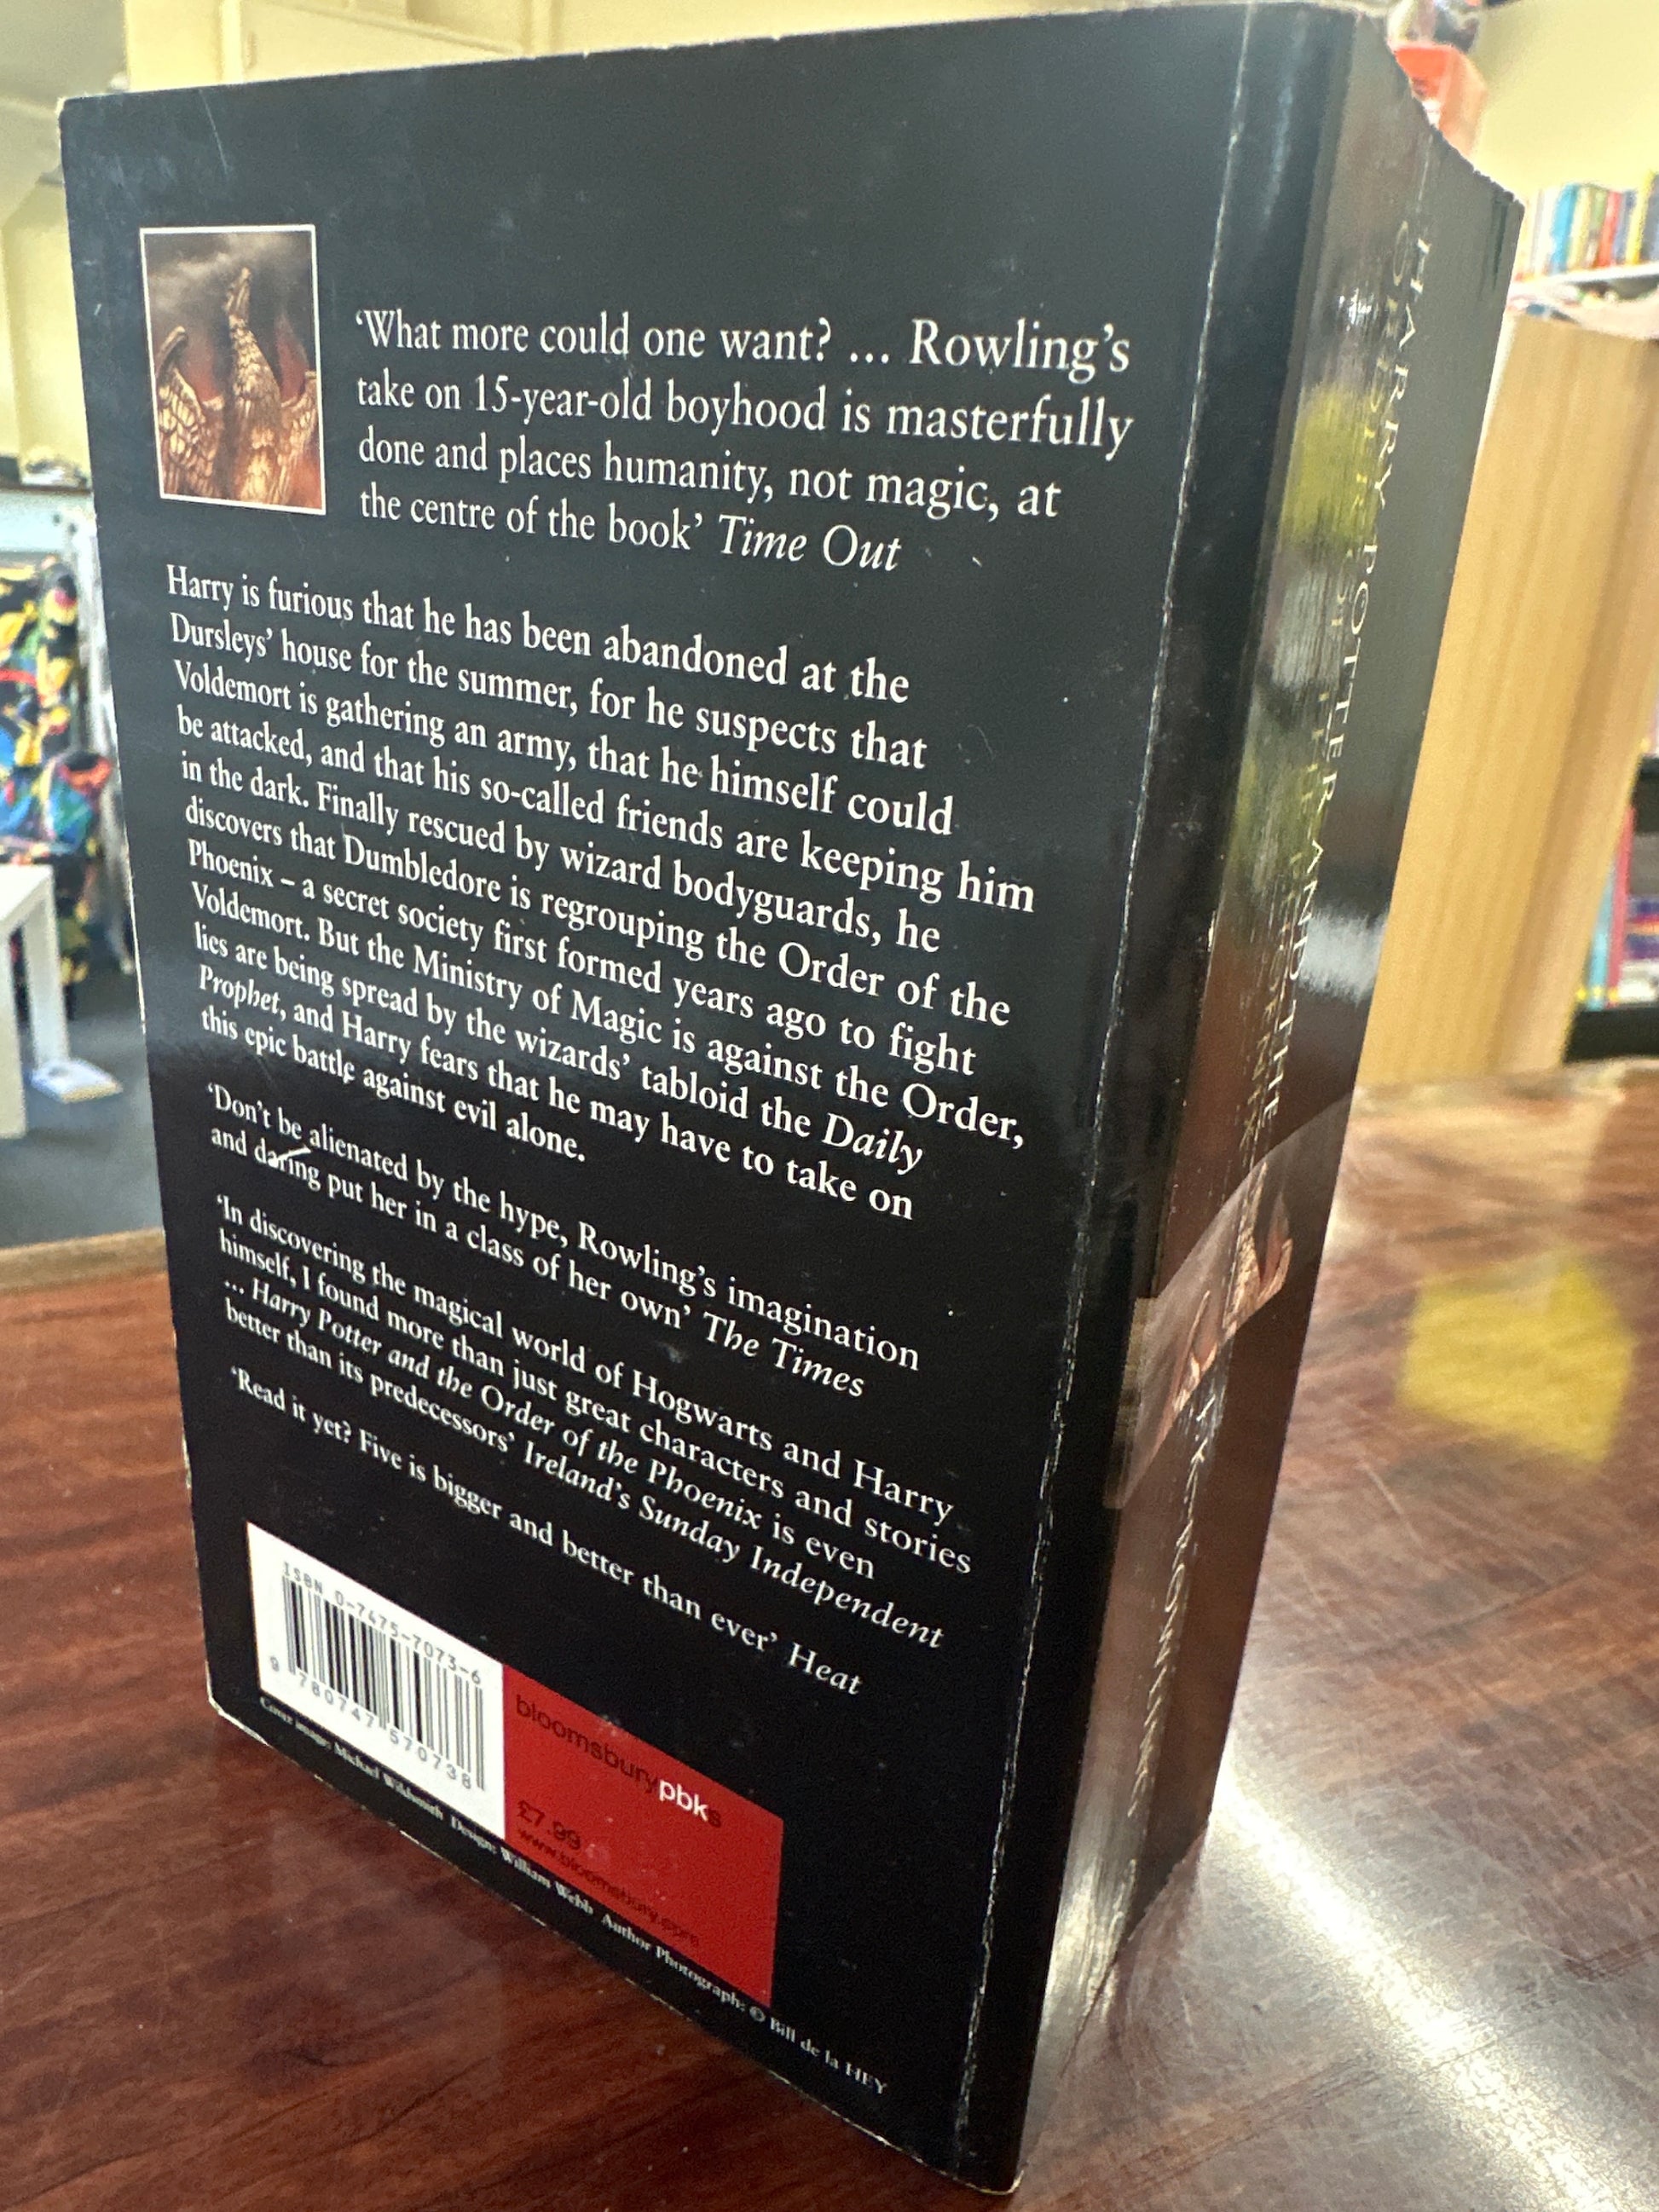 ‘What more could one want? ... Rowling’s
take on 15-year-old boyhood is masterfully
done and places humanity, not magic, at
the centre of the book’ Time Out
Harry is furious that he has been abandoned at the
Dursleys’ house for the summer, for he suspects that
Voldemort is gathering an army, that he himself could
be attacked, and that his so-called friends are keeping him
in the dark. Finally rescued by wizard bodyguards, he
discovers that Dumbledore is regrouping the Order of the
Phoenix – a secret society first formed years ago to fight
Voldemort. But the Ministry of Magic is against the Order,
lies are being spread by the wizards’ tabloid the Daily
Prophet, and Harry fears that he may have to take on
this epic battle against evil alone.
‘Don’t be alienated by the hype, Rowling’s imagination
and daring put her in a class of her own’ The Times
‘In discovering the magical world of Hogwarts and Harry
himself, I found more than just great characters and stories
... Harry Potter and the Order of the Phoenix is even
better than its predecessors’ Ireland’s Sunday Independent
‘Read it yet? Five is bigger and better than ever’ Heat
ISBN 0-7475-7073-6
9 780747 570738
bloomsburypbks
£7.99
www.bloomsbury.com
Cover image: Michael Wildsmith Design: William Webb Author Photograph: © Bill de la HEY
HARRY POTTER AND THE
ORDER OF THE PHOENIX
J.K. ROWLING